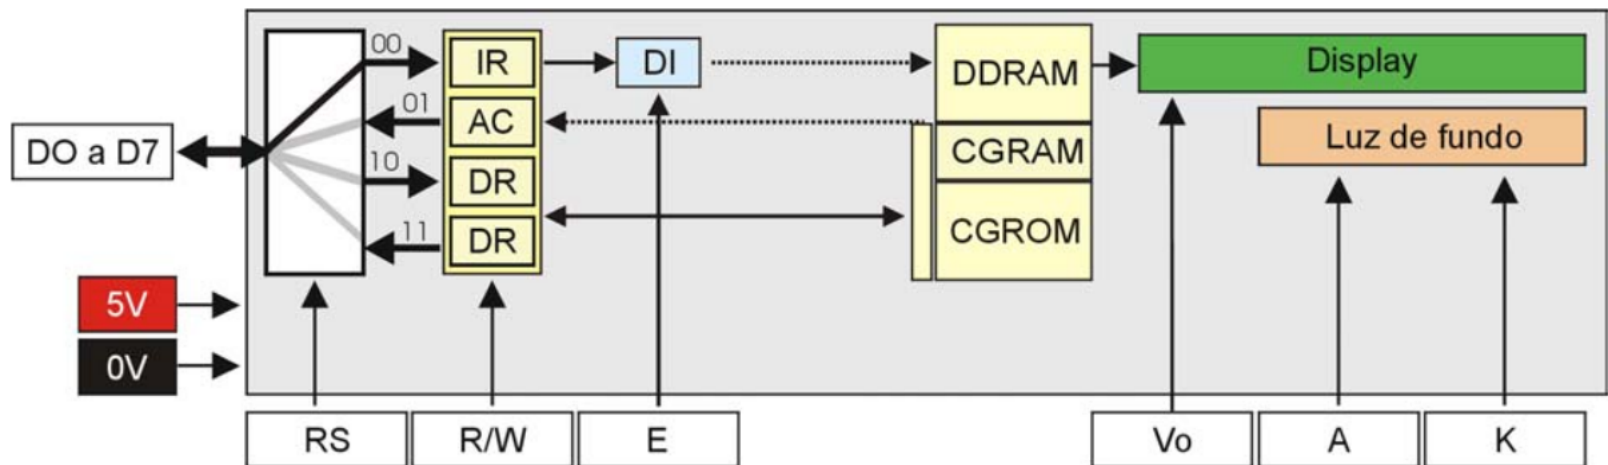 00
IR
DI
DDRAM
Display
01
AC
DO a D7
CGRAM
Luz de fundo
10
DR
CGROM
11
DR
5V
0V
RS
R/W
E
Vo
A
K